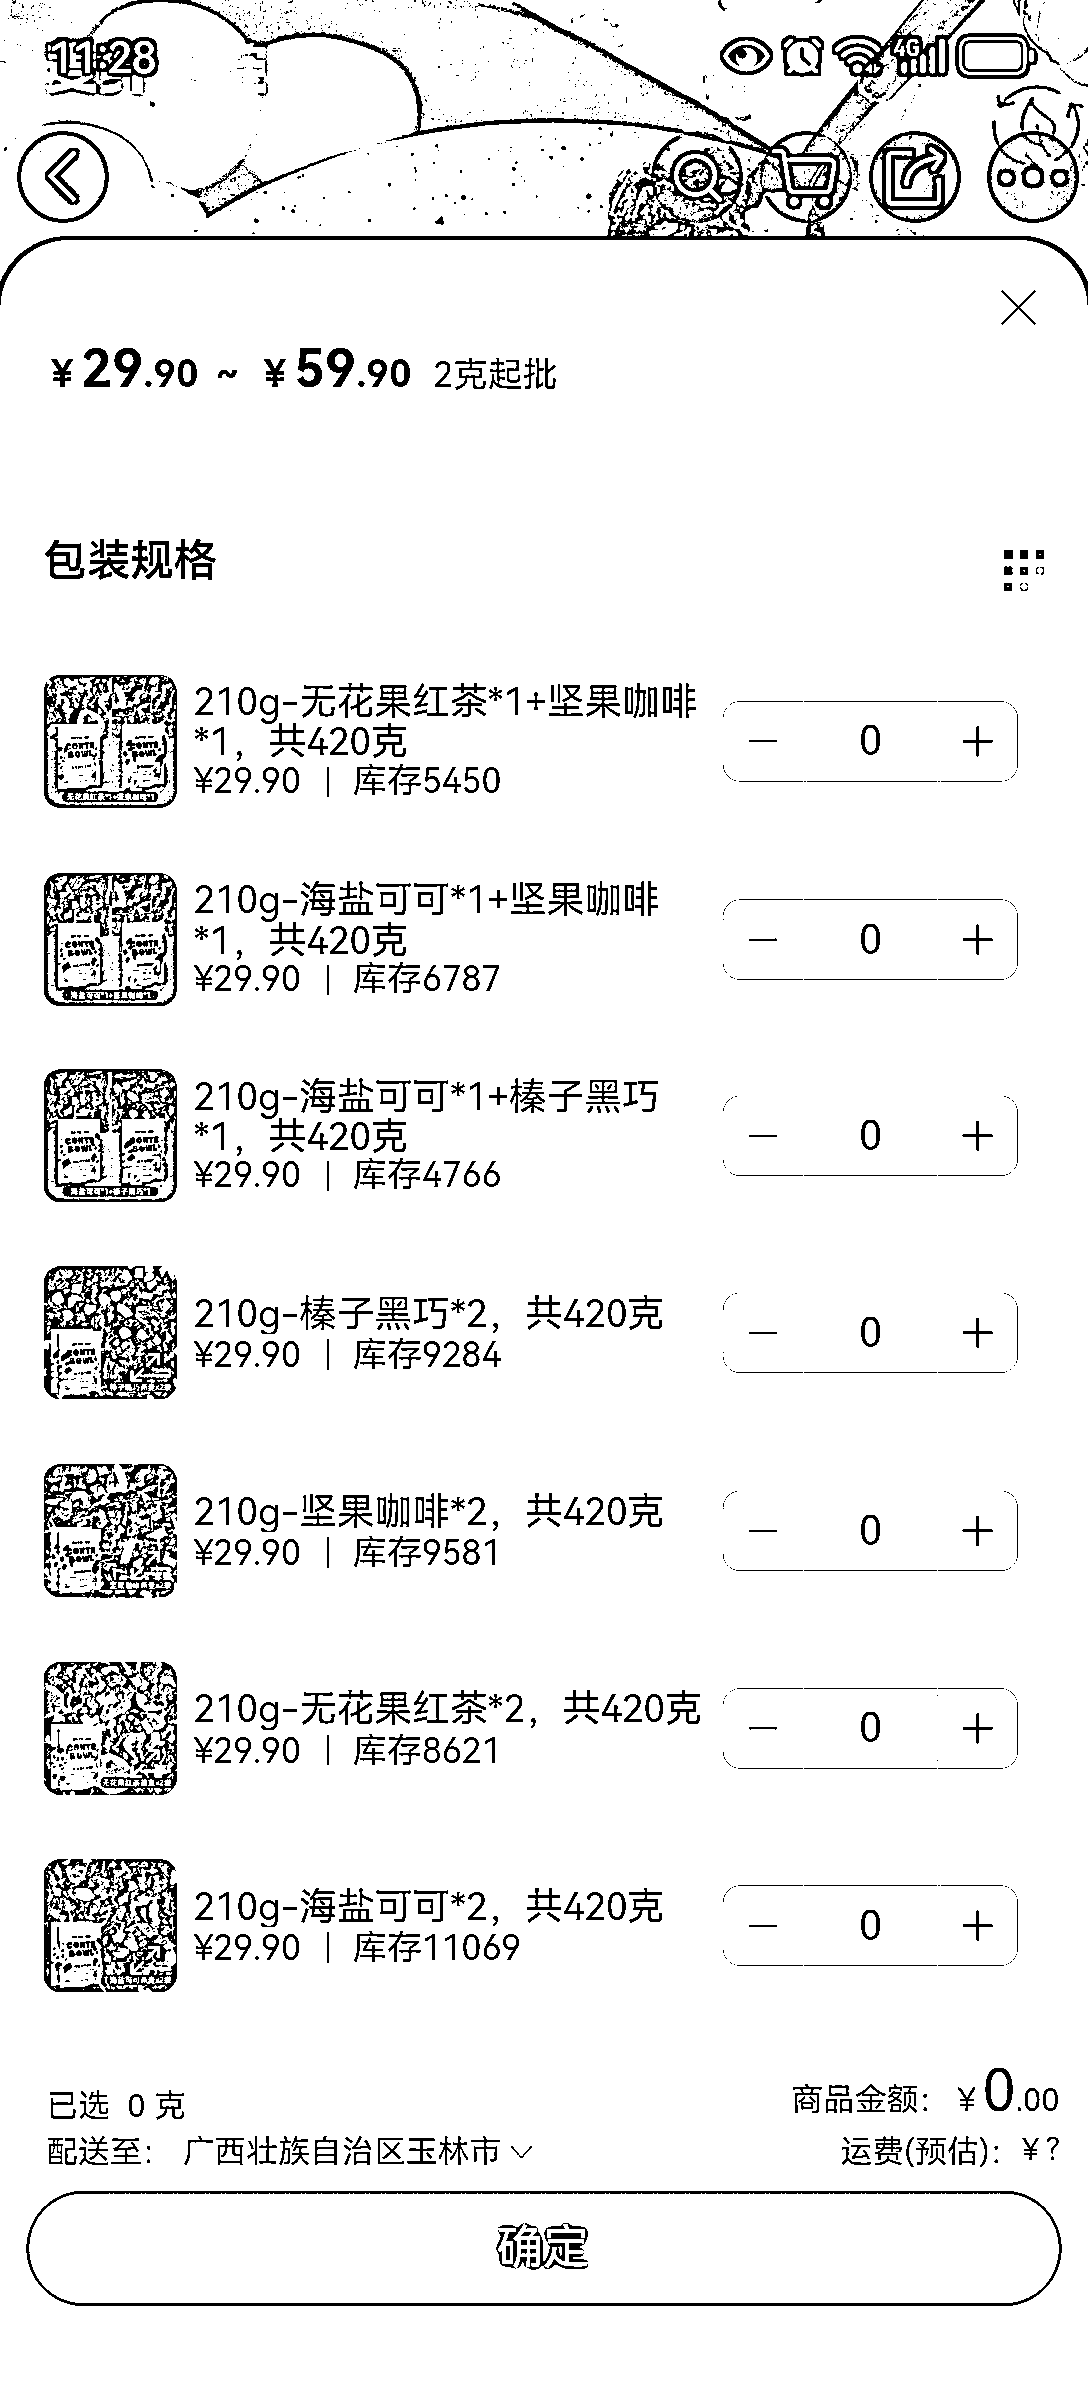 11:28
4G
¥29.90 ~ ¥59.90 2克起批
包装规格
210g-无花果红茶*1+坚果咖啡
*1，共420克
¥29.90 | 库存5450
0
210g-海盐可可*1+坚果咖啡
*1，共420克
¥29.90 | 库存6787
0
210g-海盐可可*1+榛子黑巧
*1，共420克
¥29.90 | 库存4766
0
210g-榛子黑巧*2，共420克
¥29.90 | 库存9284
0
210g-坚果咖啡*2，共420克
¥29.90 | 库存9581
0
210g-无花果红茶*2，共420克
¥29.90 | 库存8621
0
210g-海盐可可*2，共420克
¥29.90 | 库存11069
0
已选 0 克
商品金额：¥0.00
配送至： 广西壮族自治区玉林市
运费(预估)：¥?
确定